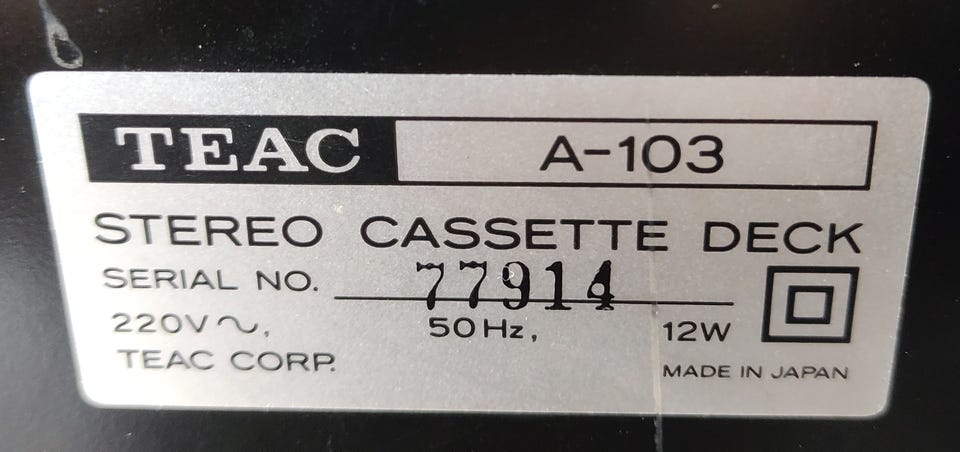 TEAC A-103
STEREO CASSETTE DECK
SERIAL NO. 77914
220V～, 50Hz, 12W
TEAC CORP.
MADE IN JAPAN